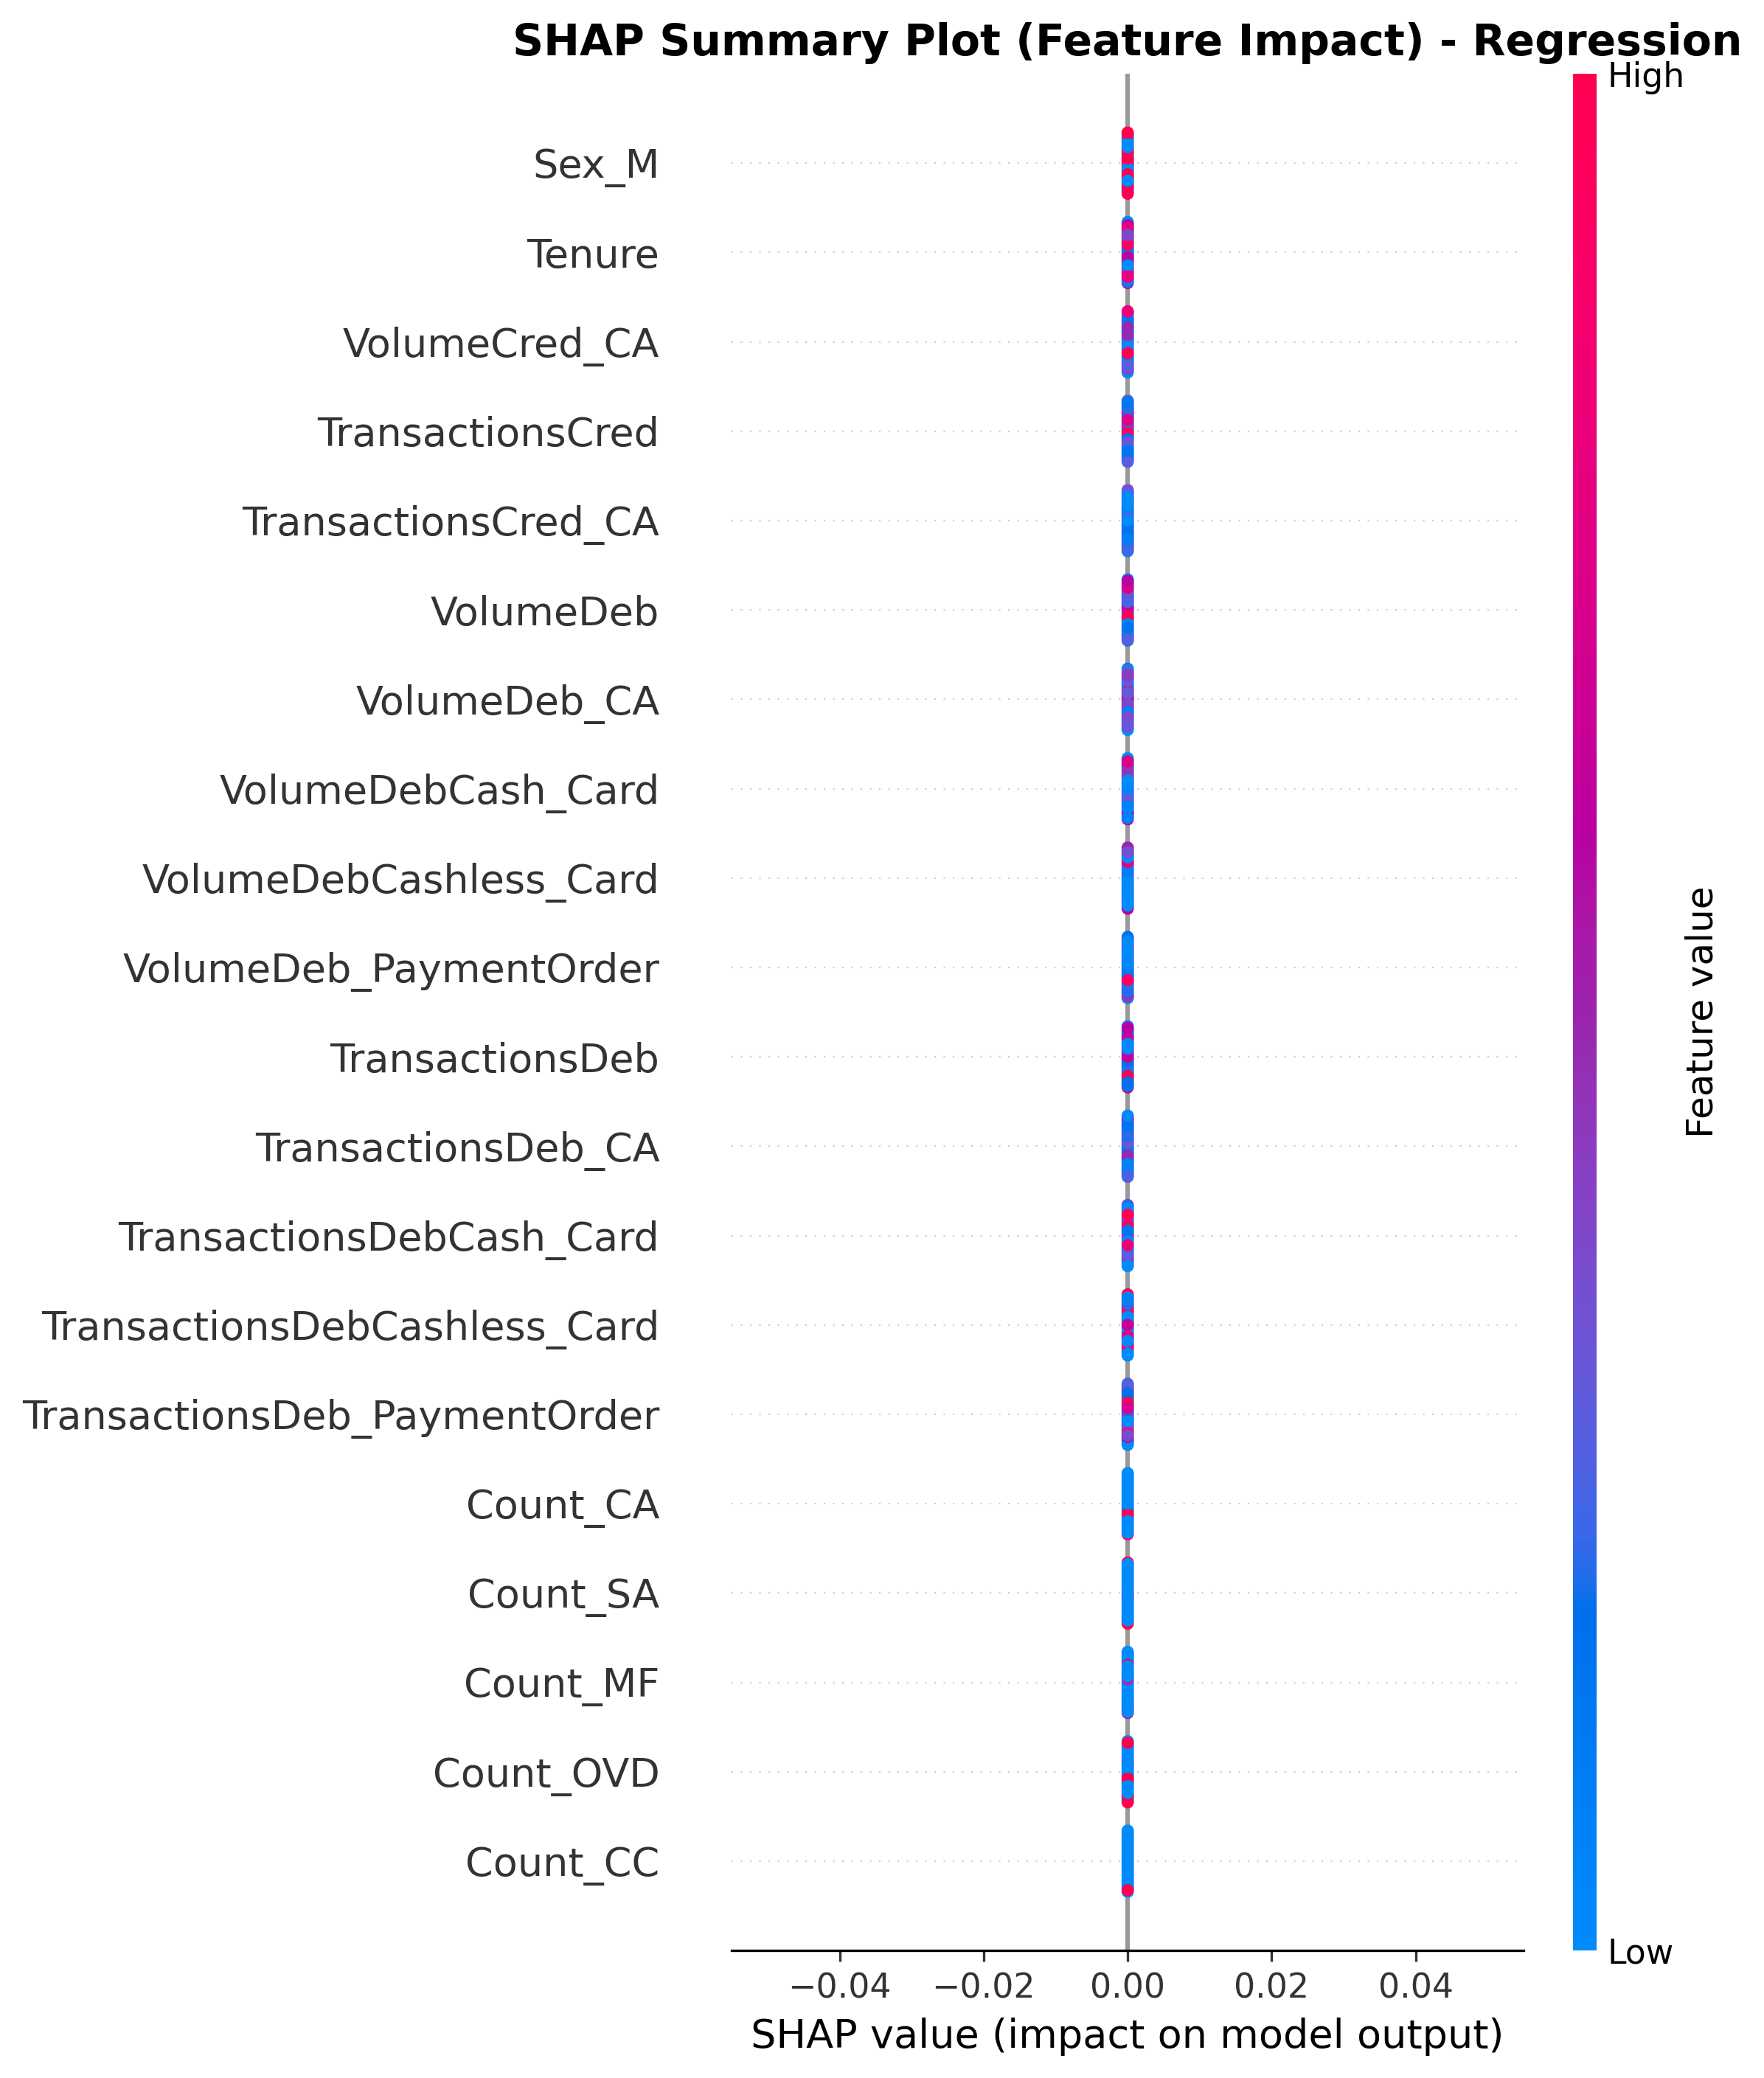 SHAP Summary Plot (Feature Impact) - Regression
High
Sex_M
Tenure
VolumeCred_CA
TransactionsCred
TransactionsCred_CA
VolumeDeb
VolumeDeb_CA
VolumeDebCash_Card
VolumeDebCashless_Card
VolumeDeb_PaymentOrder
TransactionsDeb
TransactionsDeb_CA
TransactionsDebCash_Card
TransactionsDebCashless_Card
TransactionsDeb_PaymentOrder
Count_CA
Count_SA
Count_MF
Count_OVD
Count_CC
Feature value
Low
−0.04 −0.02 0.00 0.02 0.04
SHAP value (impact on model output)